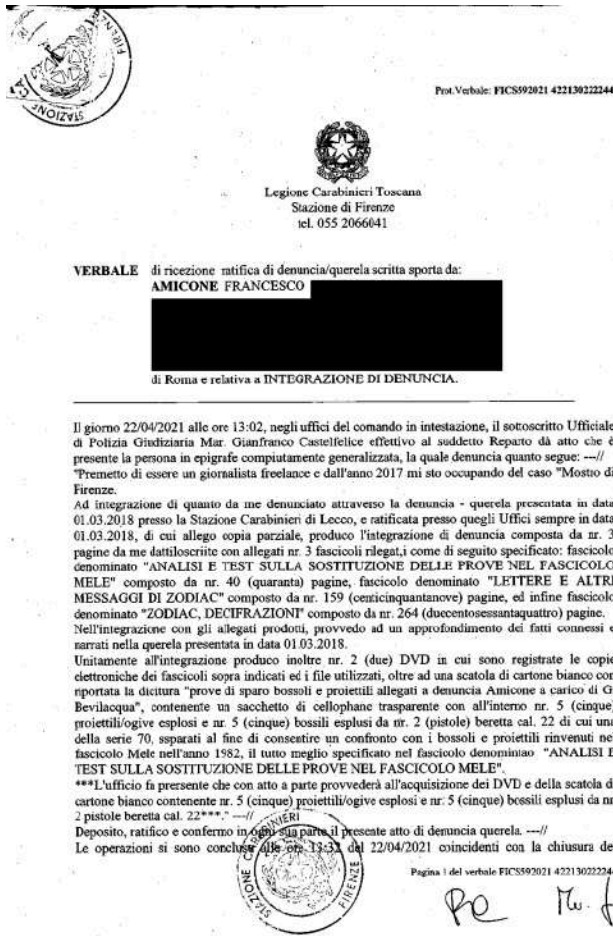 STAZIONE CA
FIRENZE
Prot.Verbale: FICS592021 422130222244
Legione Carabinieri Toscana
Stazione di Firenze
tel. 055 2066041
VERBALE di ricezione ratifica di denuncia/querela scritta sporta da:
AMICONE FRANCESCO
di Roma e relativa a INTEGRAZIONE DI DENUNCIA.
Il giorno 22/04/2021 alle ore 13:02, negli uffici del comando in intestazione, il sottoscritto Ufficiale
di Polizia Giudiziaria Mar. Gianfranco Castelfelice effettivo al suddetto Reparto dà atto che è
presente la persona in epigrafe compiutamente generalizzata, la quale denuncia quanto segue: ---//
"Premetto di essere un giornalista freelance e dall'anno 2017 mi sto occupando del caso "Mostro di
Firenze.
Ad integrazione di quanto da me denunciato attraverso la denuncia - querela presentata in data
01.03.2018 presso la Stazione Carabinieri di Lecco, e ratificata presso quegli Uffici sempre in data
01.03.2018, di cui allego copia parziale, produco l'integrazione di denuncia composta da nr. 3
pagine da me dattiloscriite con allegati nr. 3 fascicoli rilegat,i come di seguito specificato: fascicolo
denominato "ANALISI E TEST SULLA SOSTITUZIONE DELLE PROVE NEL FASCICOLO
MELE" composto da nr. 40 (quaranta) pagine, fascicolo denominato "LETTERE E ALTRI
MESSAGGI DI ZODIAC" composto da nr. 159 (centicinquantanove) pagine, ed infine fascicolo
denominato "ZODIAC, DECIFRAZIONI" composto da nr. 264 (duecentosessantaquattro) pagine.
Nell'integrazione con gli allegati prodotti, provvedo ad un approfondimento dei fatti connessi e
narrati nella querela presentata in data 01.03.2018.
Unitamente all'integrazione produco inoltre nr. 2 (due) DVD in cui sono registrate le copie
elettroniche dei fascicoli sopra indicati ed i file utilizzati, oltre ad una scatola di cartone bianco con
riportata la dicitura "prove di sparo bossoli e proiettili allegati a denuncia Amicone a carico di G.
Bevilacqua", contenente un sacchetto di cellophane trasparente con all'interno nr. 5 (cinque)
proiettili/ogive esplosi e nr. 5 (cinque) bossili esplusi da nr. 2 (pistole) beretta cal. 22 di cui una
della serie 70, ssparati al fine di consentire un confronto con i bossoli e proiettili rinvenuti nel
fascicolo Mele nell'anno 1982, il tutto meglio specificato nel fascicolo denomintao "ANALISI E
TEST SULLA SOSTITUZIONE DELLE PROVE NEL FASCICOLO MELE".
***L'ufficio fa prersente che con atto a parte provvederà all'acquisizione dei DVD e della scatola di
cartone bianco contenente nr. 5 (cinque) proiettili/ogive esplosi e nr. 5 (cinque) bessili esplusi da nr
2 pistole beretta cal. 22***." ---//
Deposito, ratifico e confermo in ogni sua parte il presente atto di denuncia querela. ---//
Le operazioni si sono concluse alle ore 13:32 del 22/04/2021 coincidenti con la chiusura de
STAZIONE CARABINIERI FIRENZE
Pagina 1 del verbale FICS592021 42213022224